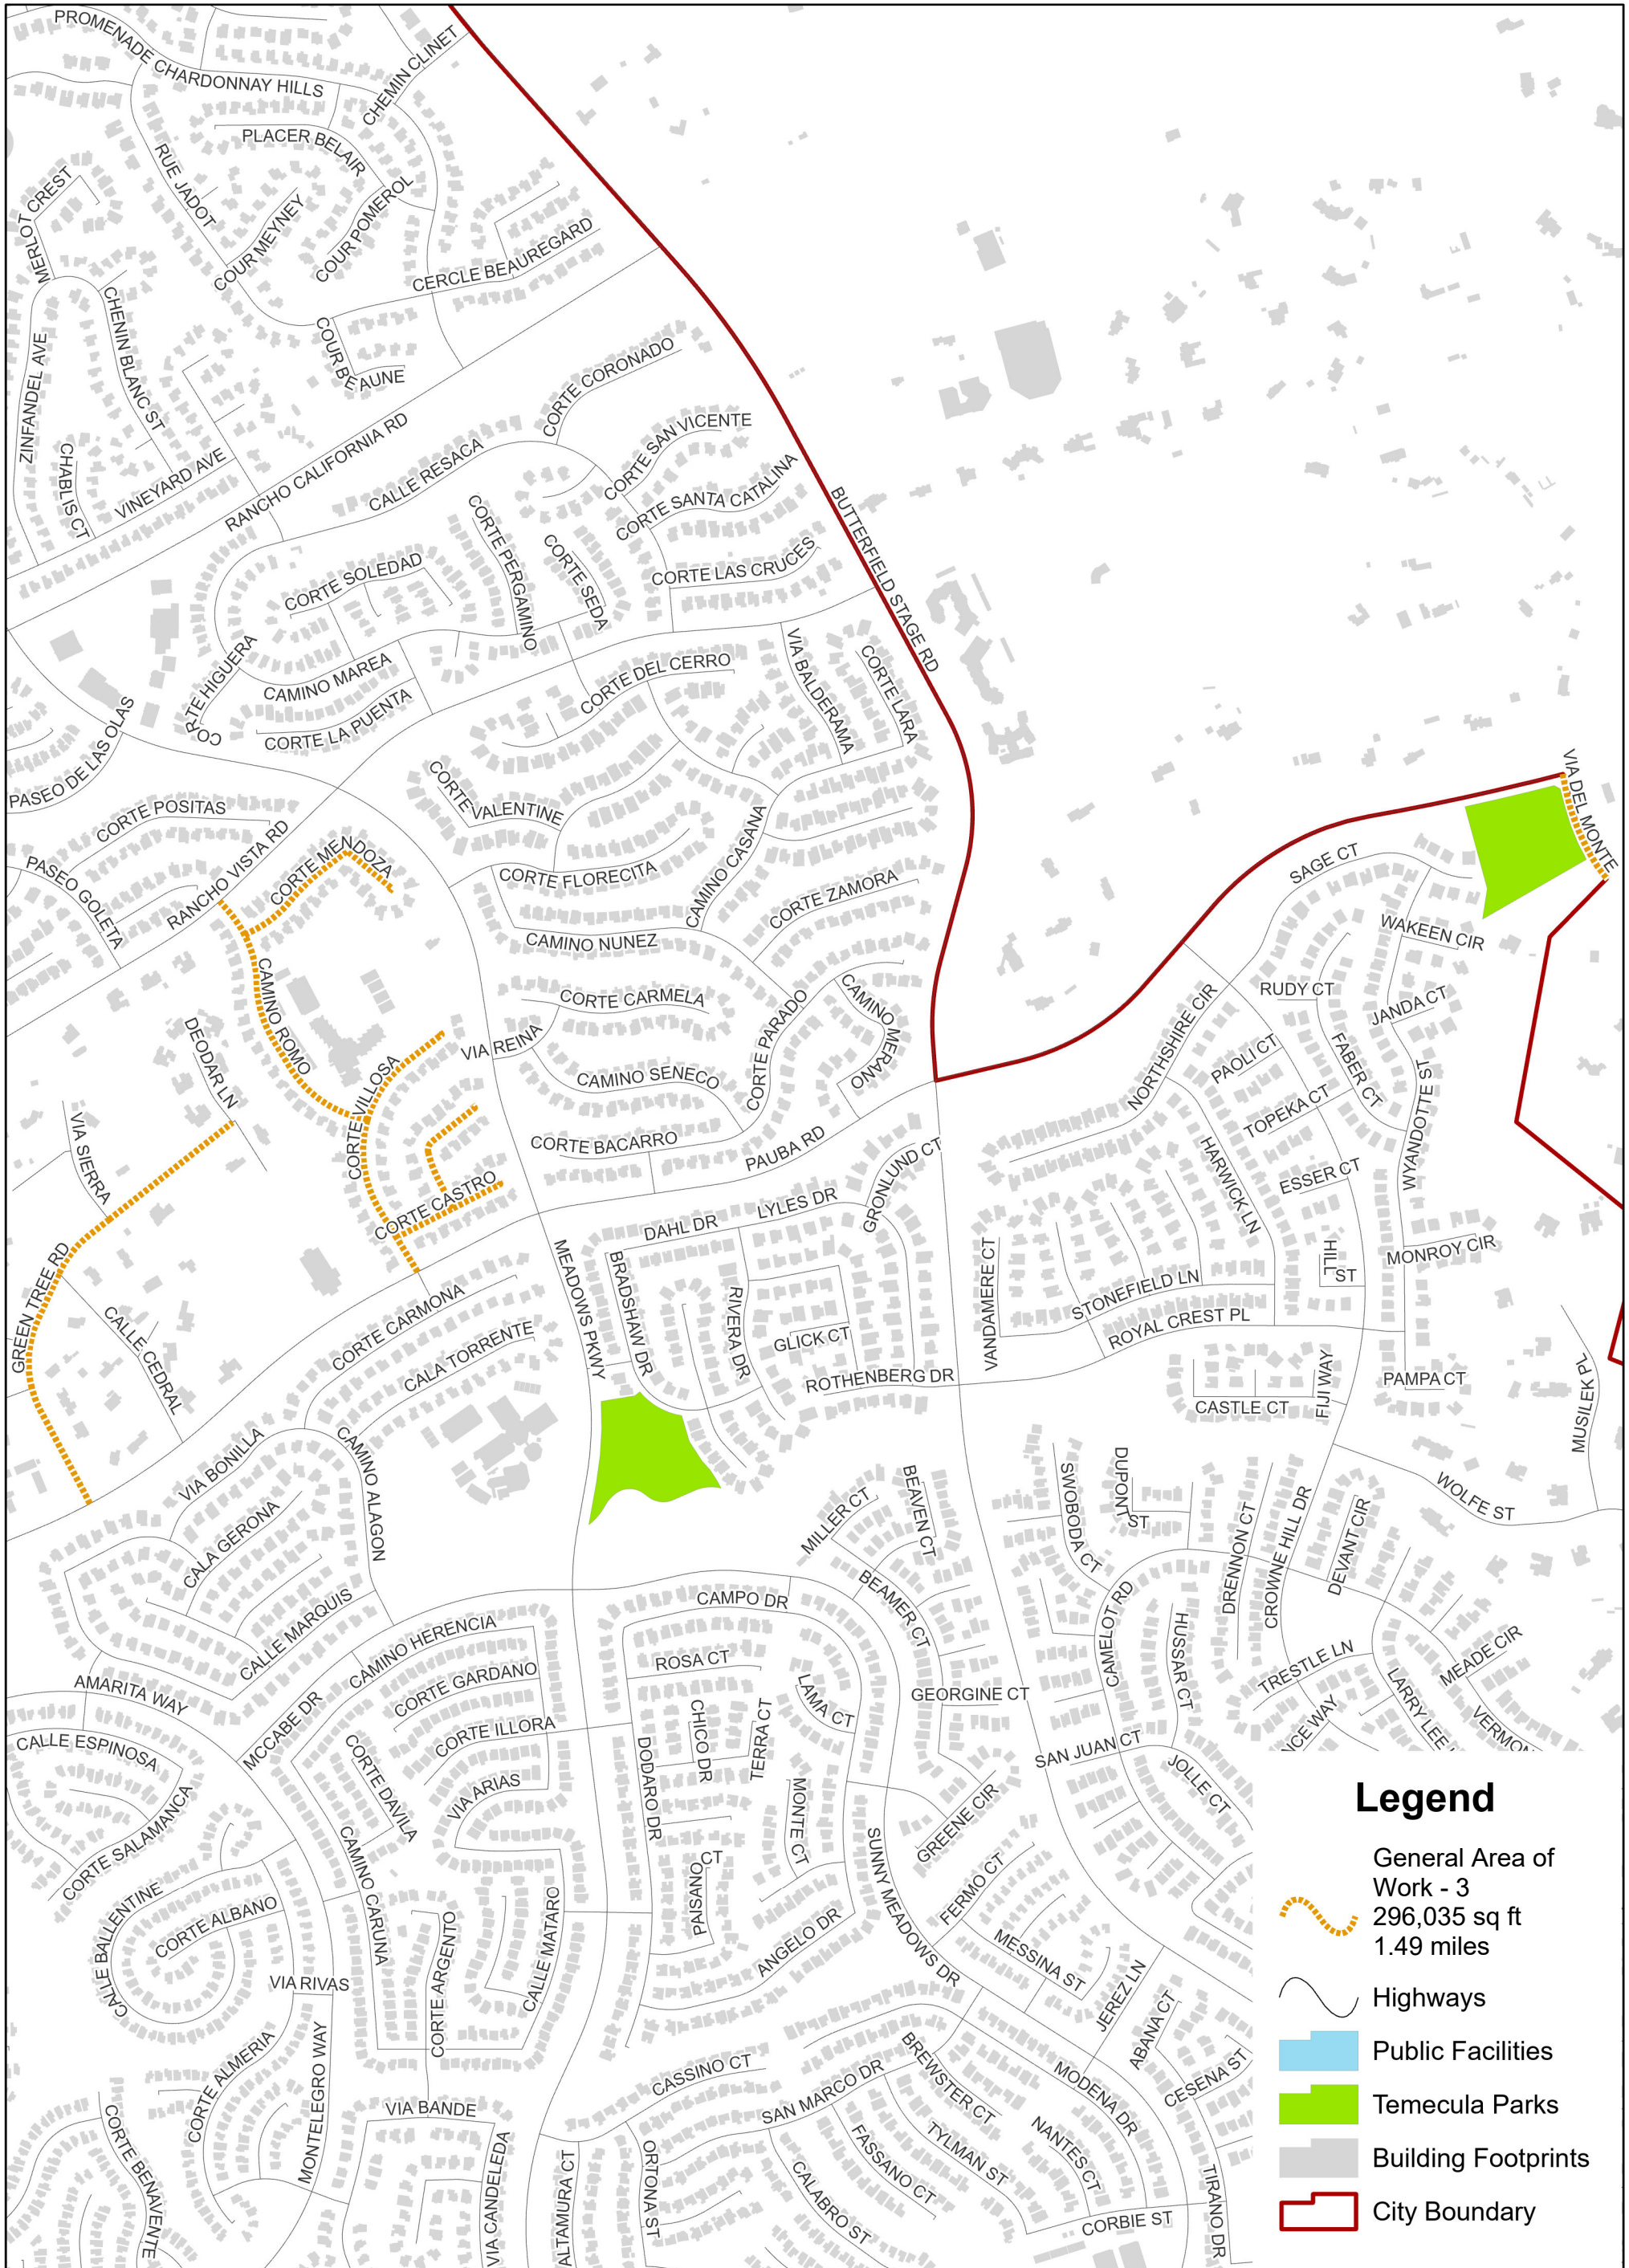 PROMENADE CHARDONNAY HILLS
CHEMIN CLINET
PLACER BELAIR
RUE JADOT
MERLOT CREST
COUR MEYNEY
COUR POMEROL
CERCLE BEAUREGARD
CHENIN BLANC ST
ZINFANDEL AVE
COUR BEAUNE
CORTE CORONADO
CHABLIS CT
VINEYARD AVE
RANCHO CALIFORNIA RD
CALLE RESACA
CORTE SAN VICENTE
CORTE SANTA CATALINA
BUTTERFIELD STAGE RD
CORTE PERGAMINO
CORTE SEDA
CORTE SOLEDAD
CORTE LAS CRUCES
CORTE HIGUERA
CAMINO MAREA
CORTE DEL CERRO
VIA BALDERAMA
CORTE LARA
CORTE LA PUENTA
PASEO DE LAS OLAS
CORTE VALENTINE
VIA DEL MONTE
CORTE POSITAS
RANCHO VISTA RD
CORTE MENDOZA
CORTE FLORECITA
CAMINO CASANA
SAGE CT
PASEO GOLETA
CORTE ZAMORA
WAKEEN CIR
CAMINO NUNEZ
CAMINO ROMO
CORTE CARMELA
CAMINO MERANO
RUDY CT
JANDA CT
DEODAR LN
VIA REINA
CORTE PARADO
NORTHSHIRE CIR
PAOLI CT
FABER CT
CORTE VILLOSA
CAMINO SENECO
TOPEKA CT
WYANDOTTE ST
VIA SIERRA
CORTE BACARRO
PAUBA RD
GRONLUND CT
HARWICK LN
ESSER CT
CORTE CASTRO
DAHL DR
LYLES DR
VANDAMERE CT
HILL ST
MONROY CIR
GREEN TREE RD
MEADOWS PKWY
BRADSHAW DR
RIVERA DR
STONEFIELD LN
CALLE CEDRAL
CORTE CARMONA
CALA TORRENTE
GLICK CT
ROYAL CREST PL
ROTHENBERG DR
FIJI WAY
PAMPA CT
CASTLE CT
MUSILEK PL
VIA BONILLA
CAMINO ALAGON
BEAVEN CT
SWOBODA CT
DUPONT ST
WOLFE ST
CALA GERONA
MILLER CT
DRENNON CT
CROWNE HILL DR
DEVANT CIR
CALLE MARQUIS
CAMPO DR
BEAMER CT
CAMELOT RD
HUSSAR CT
CAMINO HERENCIA
ROSA CT
TRESTLE LN
MEADE CIR
AMARITA WAY
CORTE GARDANO
LAMA CT
GEORGINE CT
LARRY LEE
VERMON
NCE WAY
MCCABE DR
CORTE ILLORA
CHICO DR
TERRA CT
SAN JUAN CT
CALLE ESPINOSA
CORTE DAVILA
VIA ARIAS
DODARO DR
MONTE CT
JOLLE CT
GREENE CIR
CORTE SALAMANCA
CAMINO CARUNA
PAISANO CT
SUNNY MEADOWS DR
FERMO CT
CALLE BALLENTINE
CORTE ALBANO
CORTE ARGENTO
CALLE MATARO
ANGELO DR
MESSINA ST
VIA RIVAS
JEREZ LN
ABANA CT
CORTE ALMERIA
MONTELEGRO WAY
CASSINO CT
BREWSTER CT
MODENA DR
CESENA ST
SAN MARCO DR
VIA BANDE
CORTE BENAVENTE
VIA CANDELEDA
ALTAMURA CT
ORTONA ST
CALABRO ST
FASSANO CT
TYLMAN ST
NANTES CT
CORBIE ST
TIRANO DR
Legend
General Area of
Work - 3
296,035 sq ft
1.49 miles
Highways
Public Facilities
Temecula Parks
Building Footprints
City Boundary